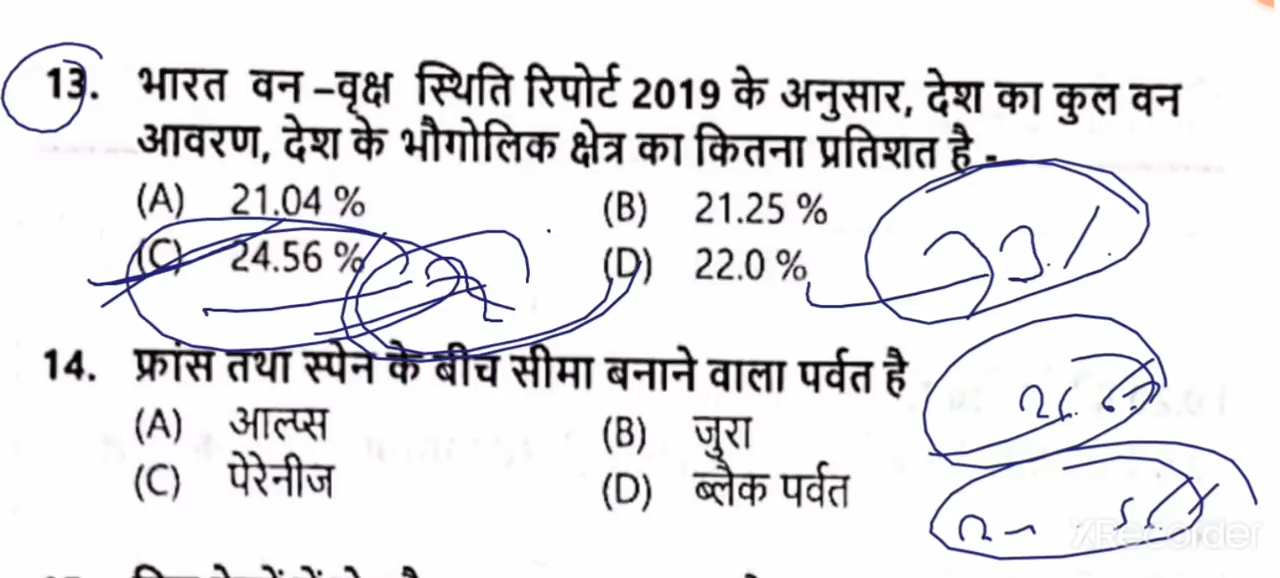 13. भारत वन -वृक्ष स्थिति रिपोर्ट 2019 के अनुसार, देश का कुल वन
आवरण, देश के भौगोलिक क्षेत्र का कितना प्रतिशत है -
(A) 21.04 % (B) 21.25 %
(C) 24.56 % (D) 22.0 %
14. फ्रांस तथा स्पेन के बीच सीमा बनाने वाला पर्वत है
(A) आल्प्स (B) जुरा
(C) पेरेनीज (D) ब्लैक पर्वत
XRecorder